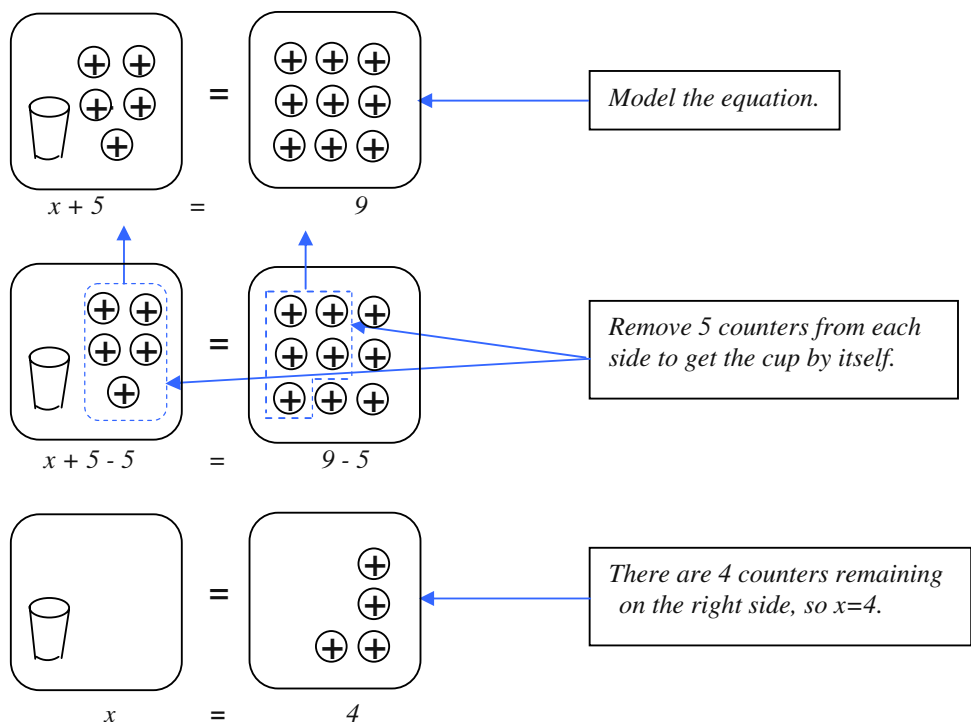 + + = + + +
+ + + + +
+ + + +
Model the equation.
x + 5 = 9
+ + = + + +
+ + + + +
+ + + +
Remove 5 counters from each
side to get the cup by itself.
x + 5 - 5 = 9 - 5
= +
+
+ +
There are 4 counters remaining
on the right side, so x=4.
x = 4